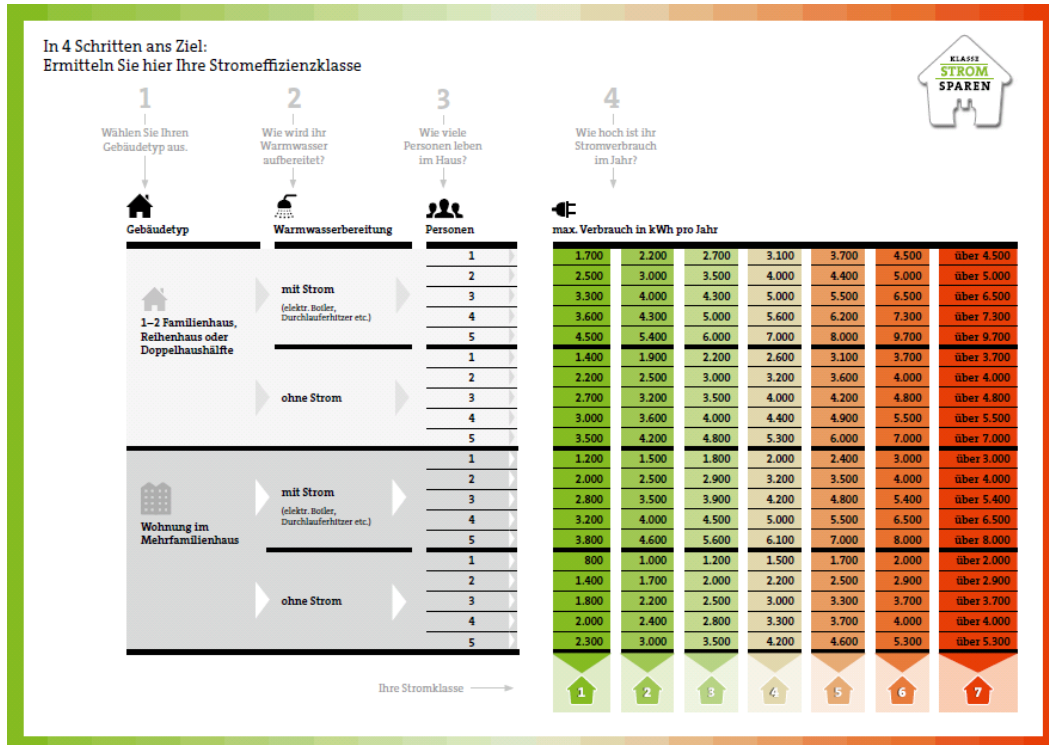 In 4 Schritten ans Ziel:
Ermitteln Sie hier Ihre Stromeffizienzklasse
KLASSE
STROM
SPAREN
1 2 3 4
Wählen Sie Ihren
Gebäudetyp aus.
Wie wird ihr
Warmwasser
aufbereitet?
Wie viele
Personen leben
im Haus?
Wie hoch ist ihr
Stromverbrauch
im Jahr?
Gebäudetyp Warmwasserbereitung Personen max. Verbrauch in kWh pro Jahr
1–2 Familienhaus,
Reihenhaus oder
Doppelhaushälfte
mit Strom
(elektr. Boiler,
Durchlauferhitzer etc.)
1 1.700 2.200 2.700 3.100 3.700 4.500 über 4.500
2 2.500 3.000 3.500 4.000 4.400 5.000 über 5.000
3 3.300 4.000 4.300 5.000 5.500 6.500 über 6.500
4 3.600 4.300 5.000 5.600 6.200 7.300 über 7.300
5 4.500 5.400 6.000 7.000 8.000 9.700 über 9.700
ohne Strom
1 1.400 1.900 2.200 2.600 3.100 3.700 über 3.700
2 2.200 2.500 3.000 3.200 3.600 4.000 über 4.000
3 2.700 3.200 3.500 4.000 4.200 4.800 über 4.800
4 3.000 3.600 4.000 4.400 4.900 5.500 über 5.500
5 3.500 4.200 4.800 5.300 6.000 7.000 über 7.000
Wohnung im
Mehrfamilienhaus
mit Strom
(elektr. Boiler,
Durchlauferhitzer etc.)
1 1.200 1.500 1.800 2.000 2.400 3.000 über 3.000
2 2.000 2.500 2.900 3.200 3.500 4.000 über 4.000
3 2.800 3.500 3.900 4.200 4.800 5.400 über 5.400
4 3.200 4.000 4.500 5.000 5.500 6.500 über 6.500
5 3.800 4.600 5.600 6.100 7.000 8.000 über 8.000
ohne Strom
1 800 1.000 1.200 1.500 1.700 2.000 über 2.000
2 1.400 1.700 2.000 2.200 2.500 2.900 über 2.900
3 1.800 2.200 2.500 3.000 3.300 3.700 über 3.700
4 2.000 2.400 2.800 3.300 3.700 4.000 über 4.000
5 2.300 3.000 3.500 4.200 4.600 5.300 über 5.300
Ihre Stromklasse 1 2 3 4 5 6 7